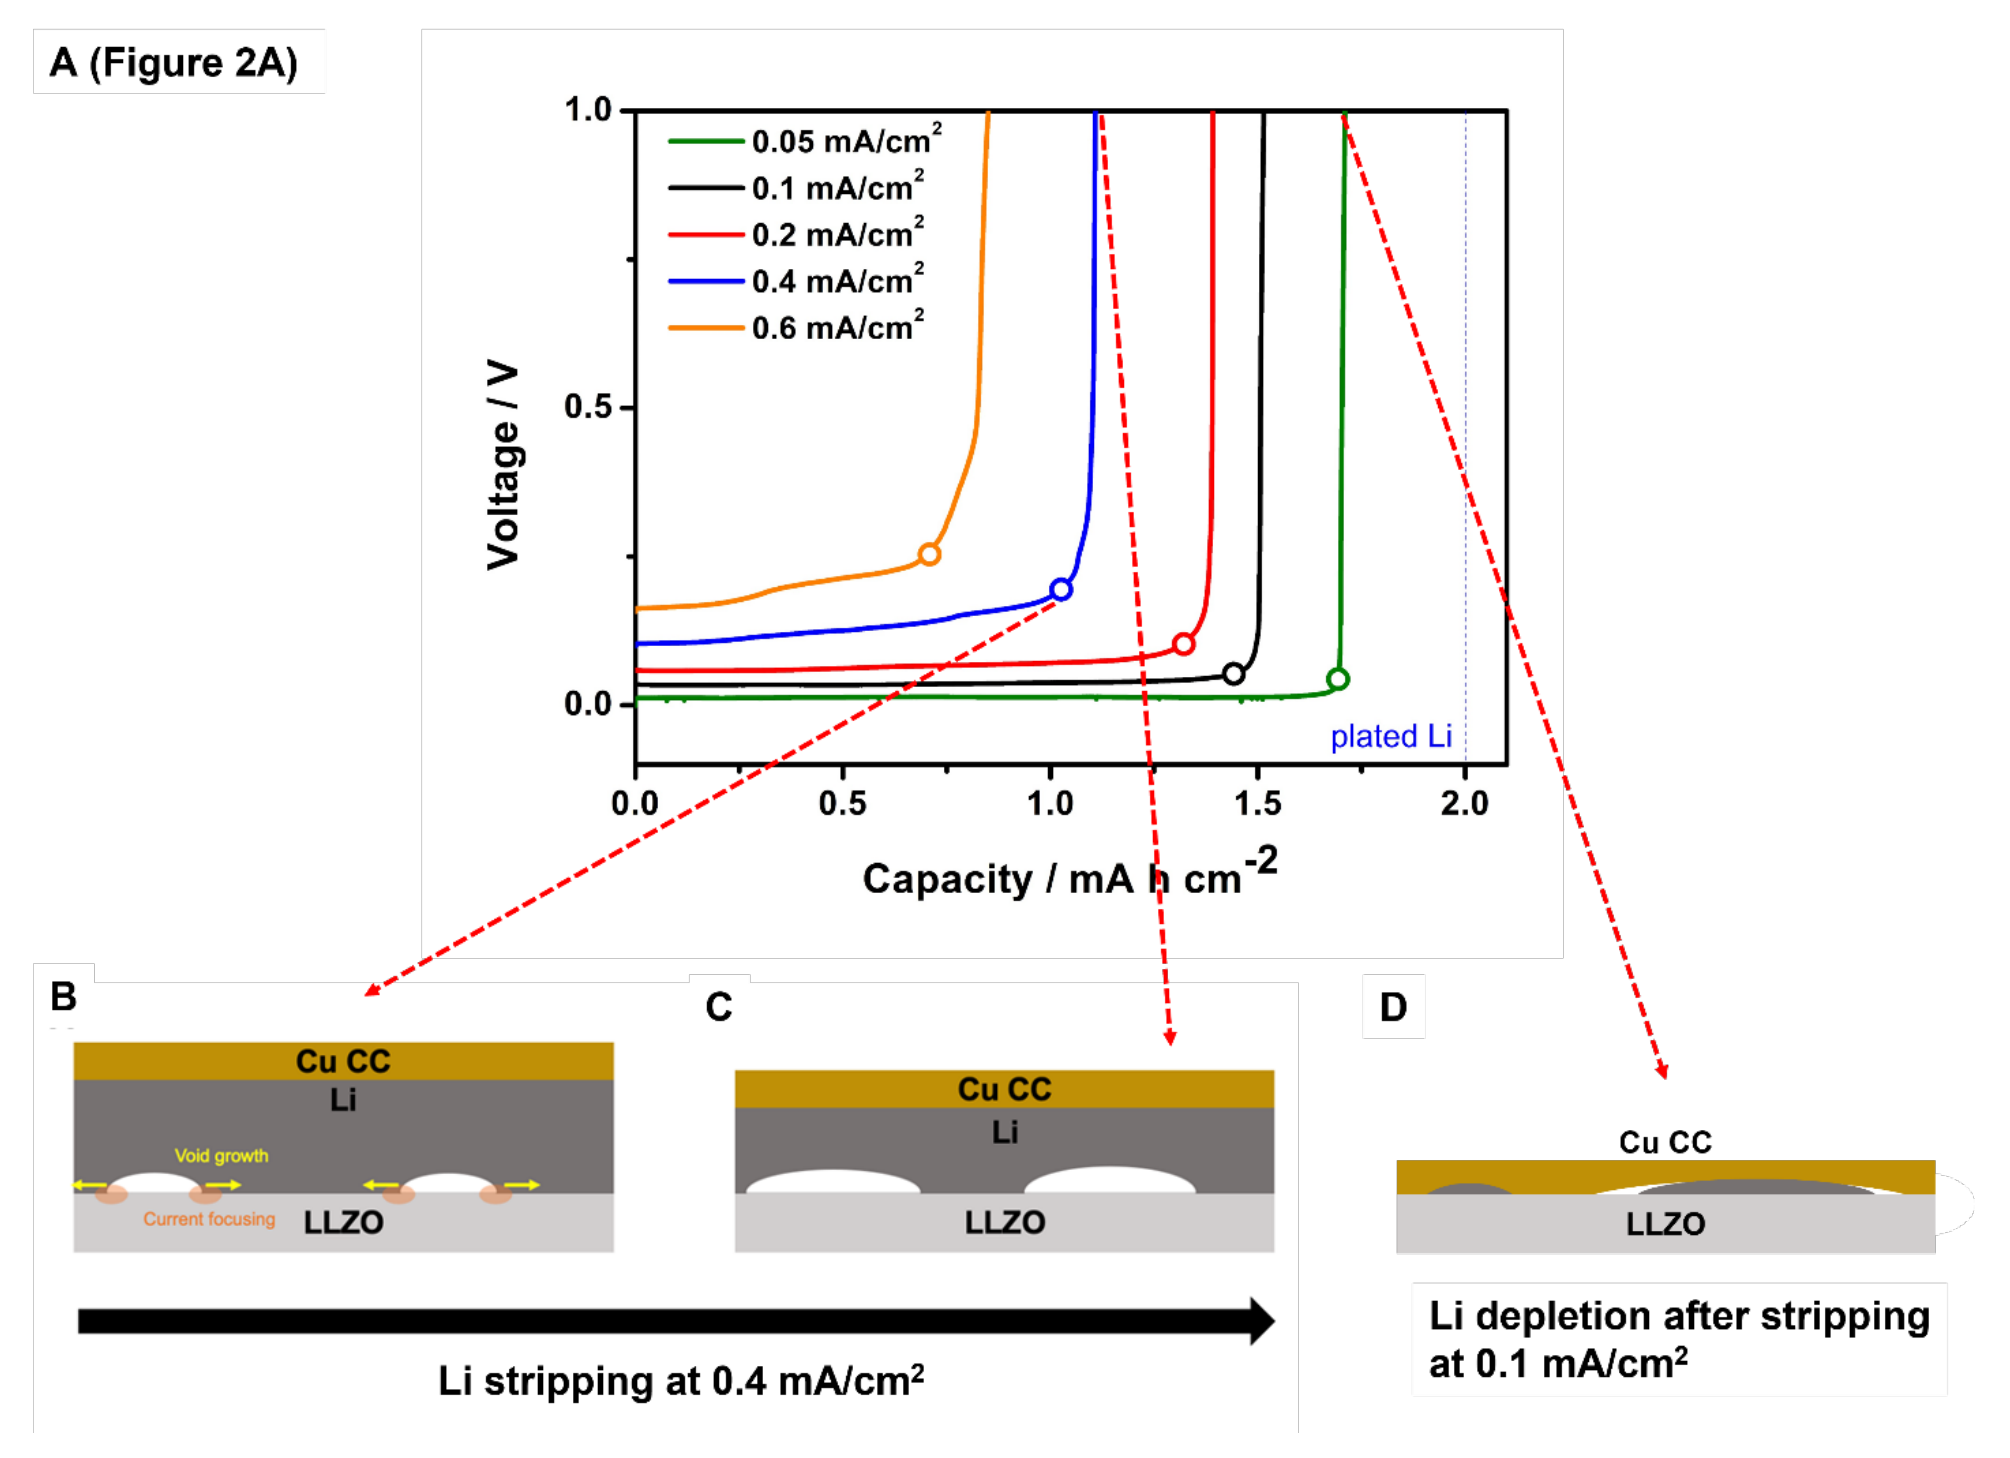 A (Figure 2A)
1.0
0.05 mA/cm²
0.1 mA/cm²
0.2 mA/cm²
0.4 mA/cm²
0.6 mA/cm²
Voltage / V
0.5
0.0
plated Li
0.0 0.5 1.0 1.5 2.0
Capacity / mA h cm⁻²
B
Cu CC
Li
Void growth
Current focusing
LLZO
C
Cu CC
Li
LLZO
D
Cu CC
LLZO
Li stripping at 0.4 mA/cm²
Li depletion after stripping
at 0.1 mA/cm²